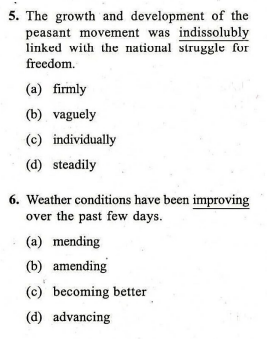 5. The growth and development of the
peasant movement was indissolubly
linked with the national struggle for
freedom.
(a) firmly
(b) vaguely
(c) individually
(d) steadily
6. Weather conditions have been improving
over the past few days.
(a) mending
(b) amending
(c) becoming better
(d) advancing